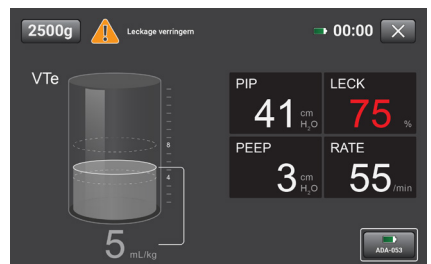 2500g
Leckage verringern
00:00
VTe
8
4
5 mL/kg
PIP
41 cm H₂O
LECK
75 %
PEEP
3 cm H₂O
RATE
55 /min
ADA-053